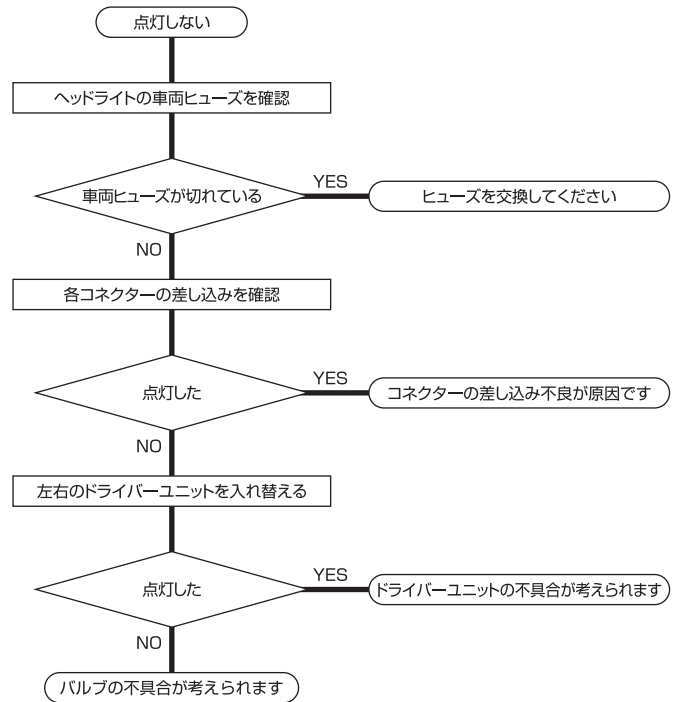 点灯しない
ヘッドライトの車両ヒューズを確認
車両ヒューズが切れている
YES
ヒューズを交換してください
NO
各コネクターの差し込みを確認
点灯した
YES
コネクターの差し込み不良が原因です
NO
左右のドライバーユニットを入れ替える
点灯した
YES
ドライバーユニットの不具合が考えられます
NO
バルブの不具合が考えられます